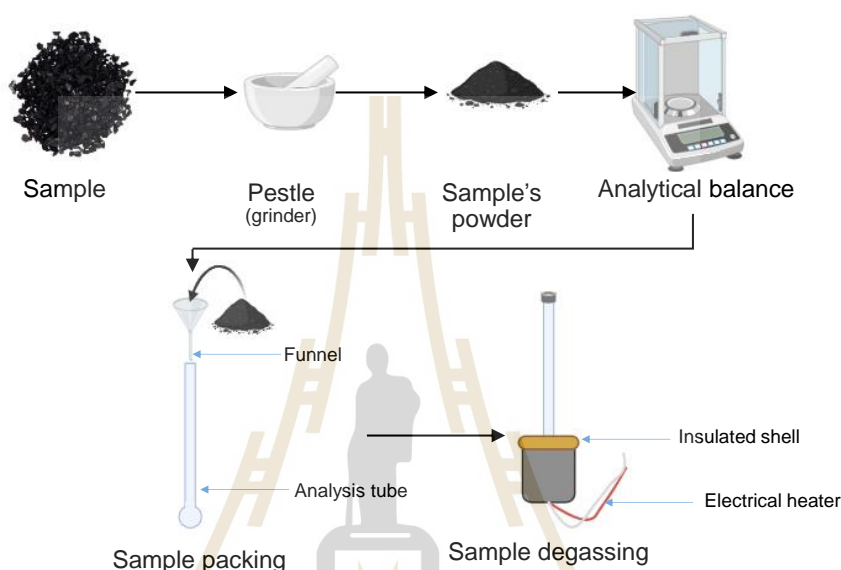 Sample
Pestle
(grinder)
Sample's
powder
Analytical balance
Funnel
Analysis tube
Insulated shell
Electrical heater
Sample packing
Sample degassing